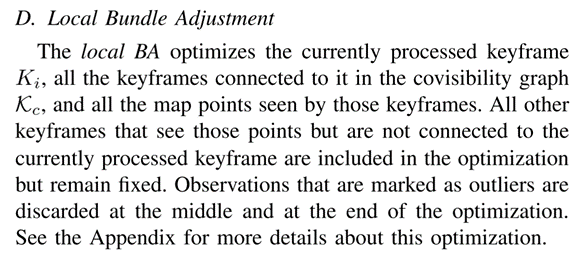 D. Local Bundle Adjustment
The local BA optimizes the currently processed keyframe
Kᵢ, all the keyframes connected to it in the covisibility graph
𝒦c, and all the map points seen by those keyframes. All other
keyframes that see those points but are not connected to the
currently processed keyframe are included in the optimization
but remain fixed. Observations that are marked as outliers are
discarded at the middle and at the end of the optimization.
See the Appendix for more details about this optimization.